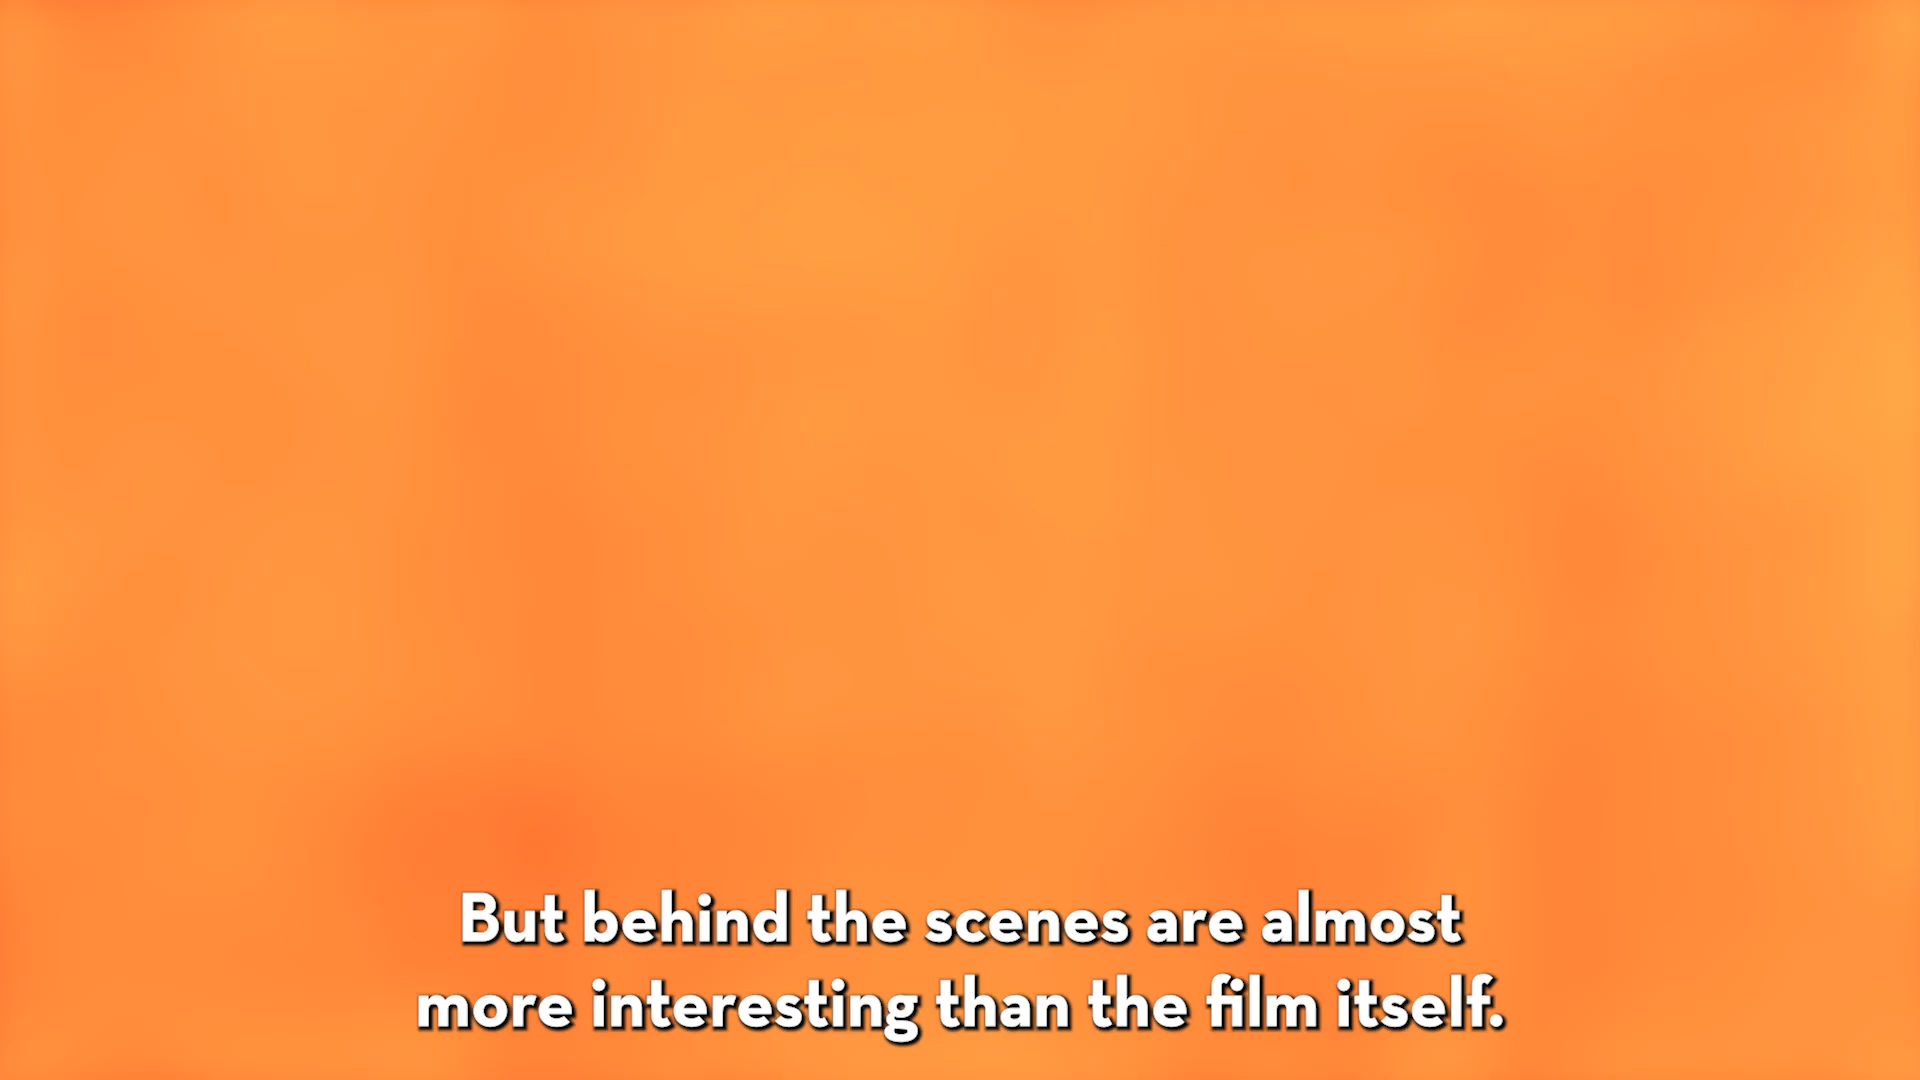 But behind the scenes are almost
more interesting than the film itself.